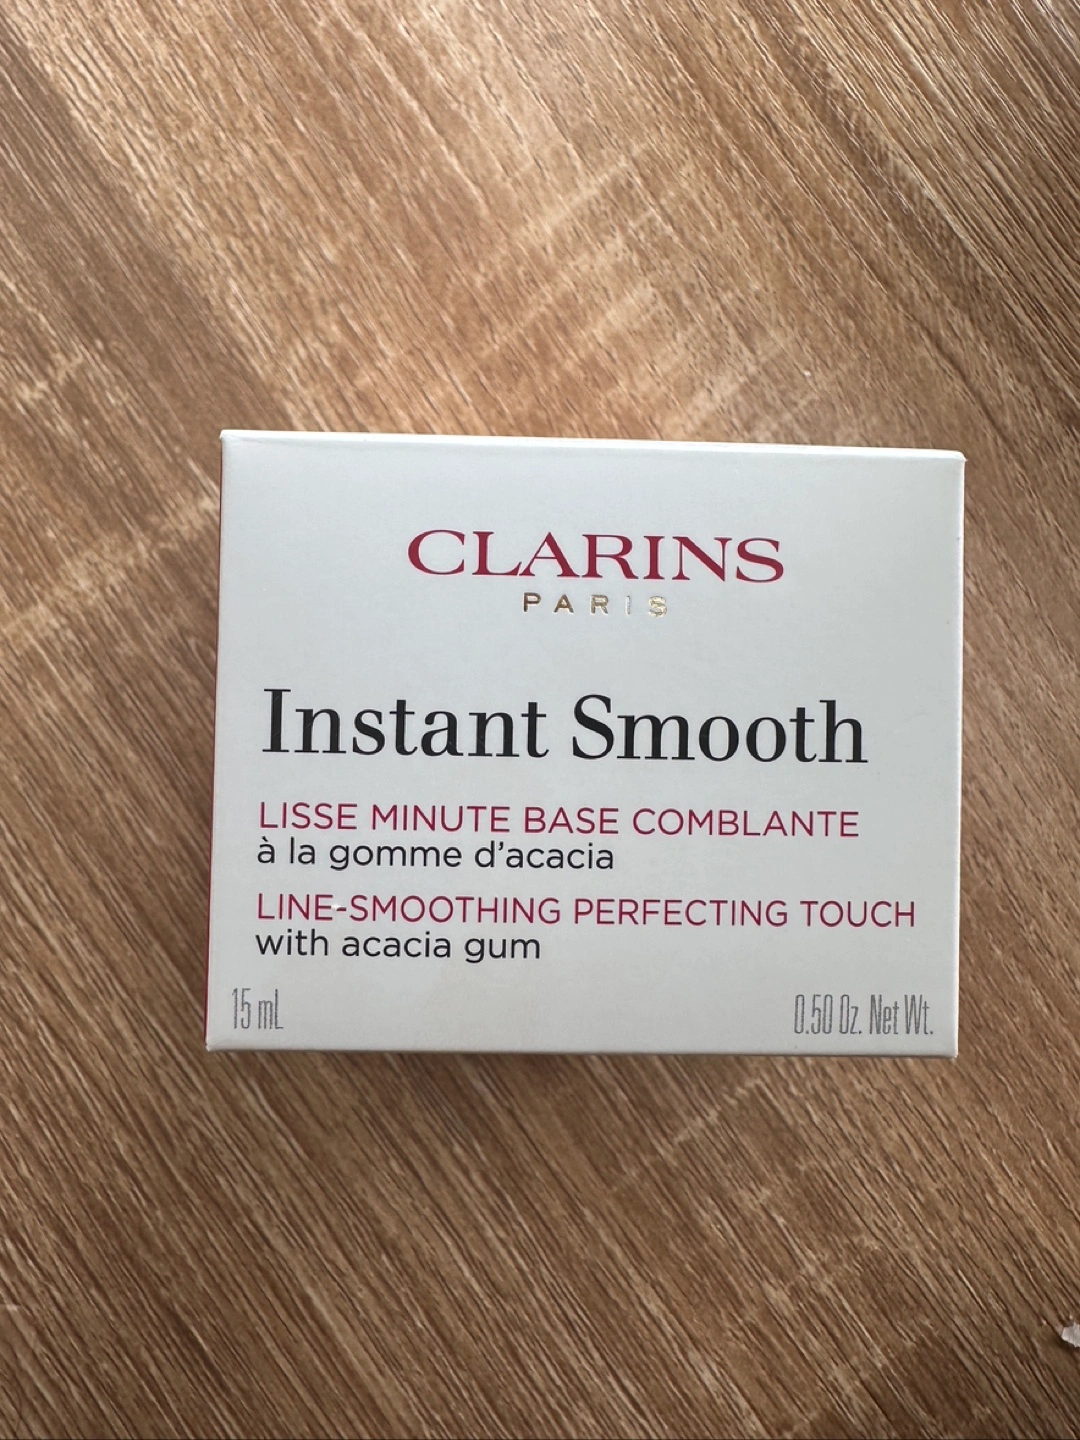 CLARINS
PARIS
Instant Smooth
LISSE MINUTE BASE COMBLANTE
à la gomme d'acacia
LINE-SMOOTHING PERFECTING TOUCH
with acacia gum
15 mL
0.50 Oz. Net Wt.